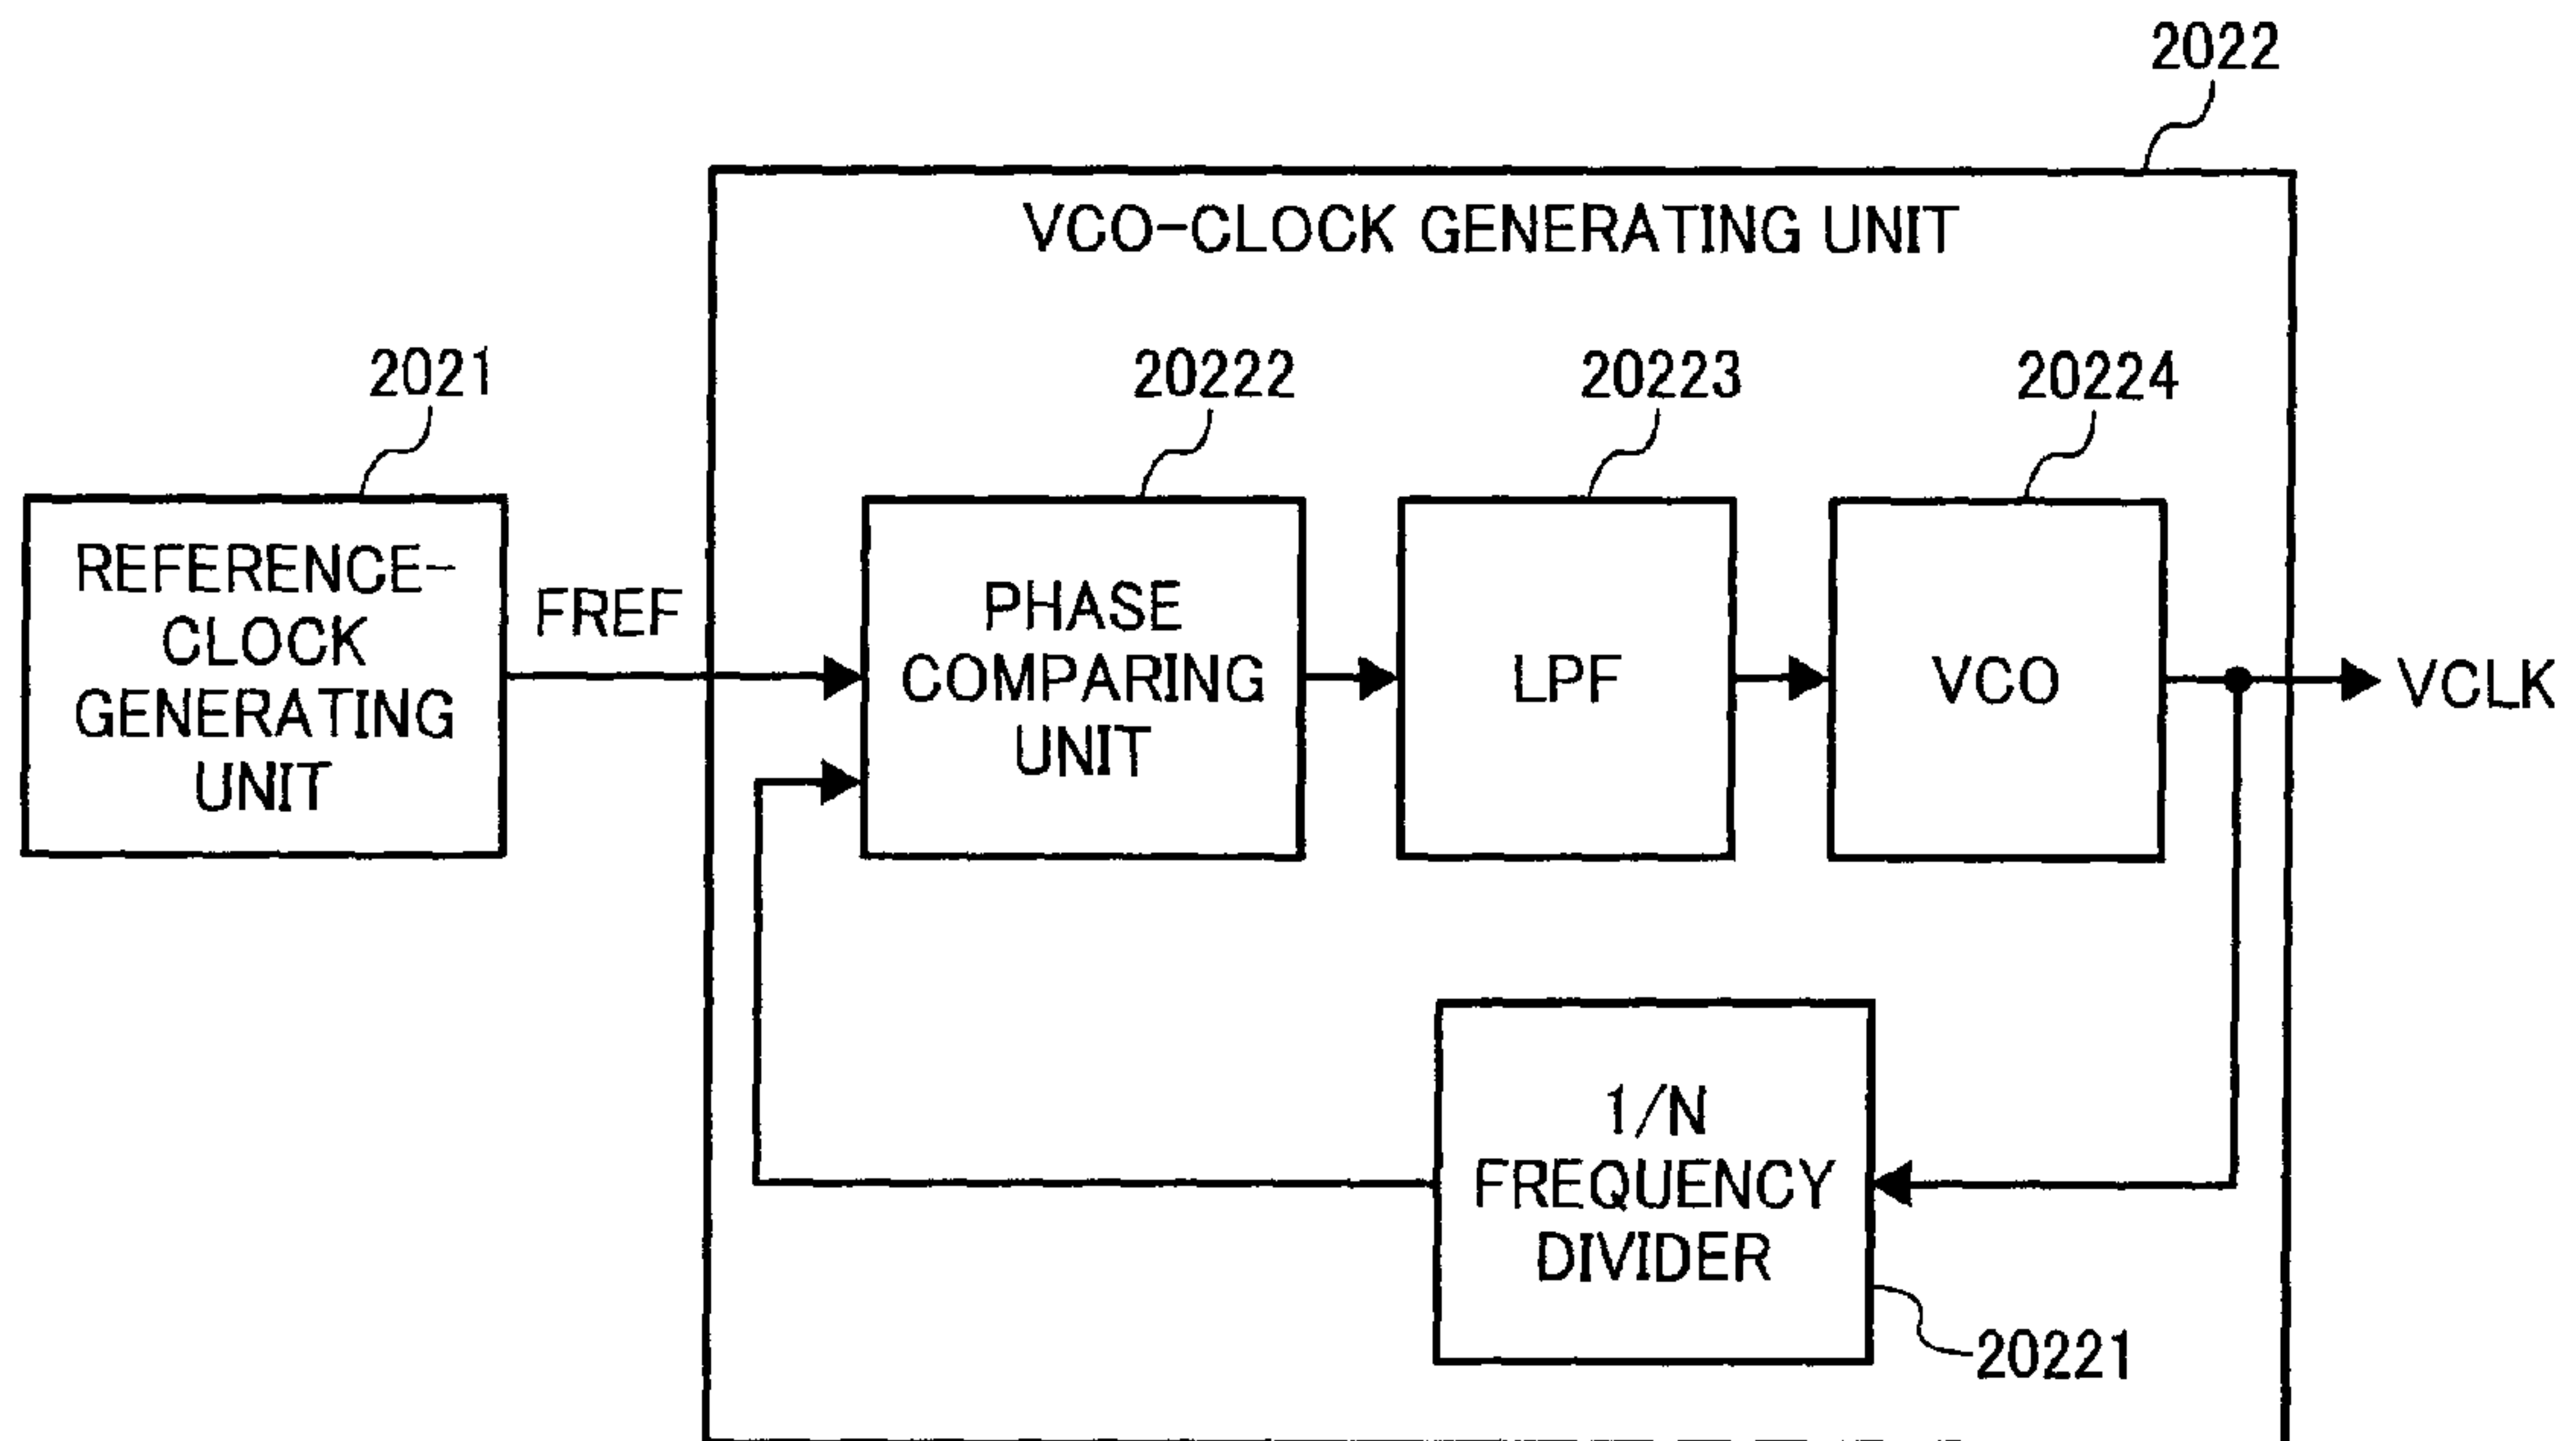 2022
VCO-CLOCK GENERATING UNIT
2021
20222
20223
20224
REFERENCE-
CLOCK
GENERATING
UNIT
FREF
PHASE
COMPARING
UNIT
LPF
VCO
VCLK
1/N
FREQUENCY
DIVIDER
20221